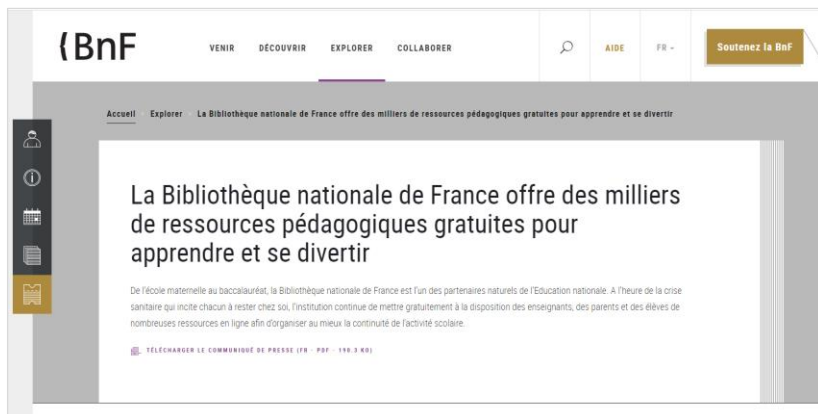 BnF
VENIR DÉCOUVRIR EXPLORER COLLABORER AIDE FR Soutenez la BnF
Accueil Explorer La Bibliothèque nationale de France offre des milliers de ressources pédagogiques gratuites pour apprendre et se divertir
La Bibliothèque nationale de France offre des milliers
de ressources pédagogiques gratuites pour
apprendre et se divertir
De l'école maternelle au baccalauréat, la Bibliothèque nationale de France est l'un des partenaires naturels de l'Education nationale. A l'heure de la crise
sanitaire qui incite chacun à rester chez soi, l'institution continue de mettre gratuitement à la disposition des enseignants, des parents et des élèves de
nombreuses ressources en ligne afin d'organiser au mieux la continuité de l'activité scolaire.
TÉLÉCHARGER LE COMMUNIQUÉ DE PRESSE (FR - PDF - 190.3 KO)